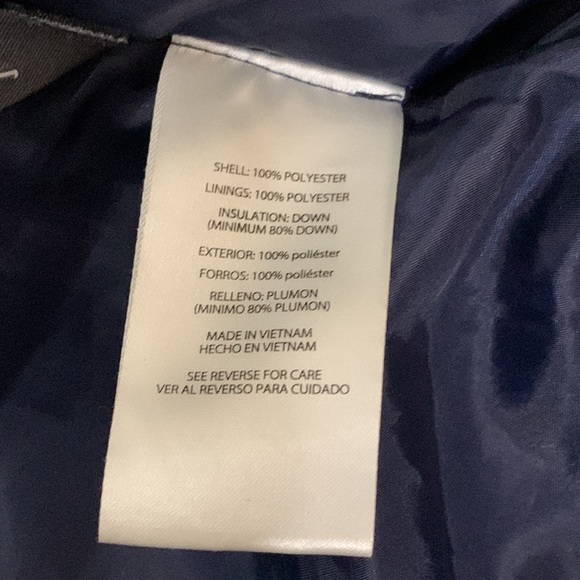 SHELL: 100% POLYESTER
LININGS: 100% POLYESTER
INSULATION: DOWN
(MINIMUM 80% DOWN)
EXTERIOR: 100% poliéster
FORROS: 100% poliéster
RELLENO: PLUMON
(MINIMO 80% PLUMON)
MADE IN VIETNAM
HECHO EN VIETNAM
SEE REVERSE FOR CARE
VER AL REVERSO PARA CUIDADO